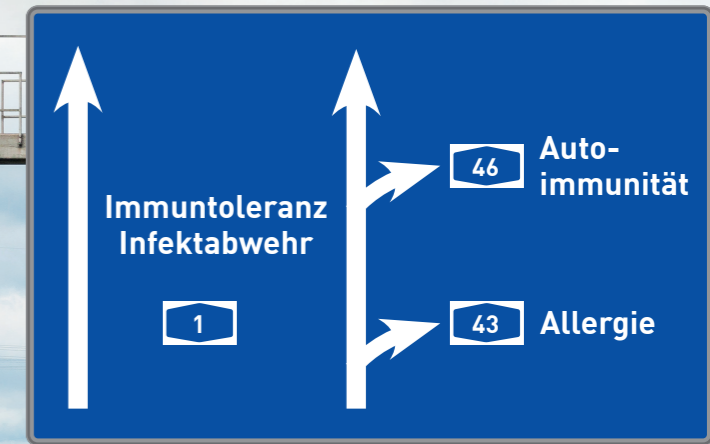 Immuntoleranz
Infektabwehr
1
46
Auto-
immunität
43
Allergie